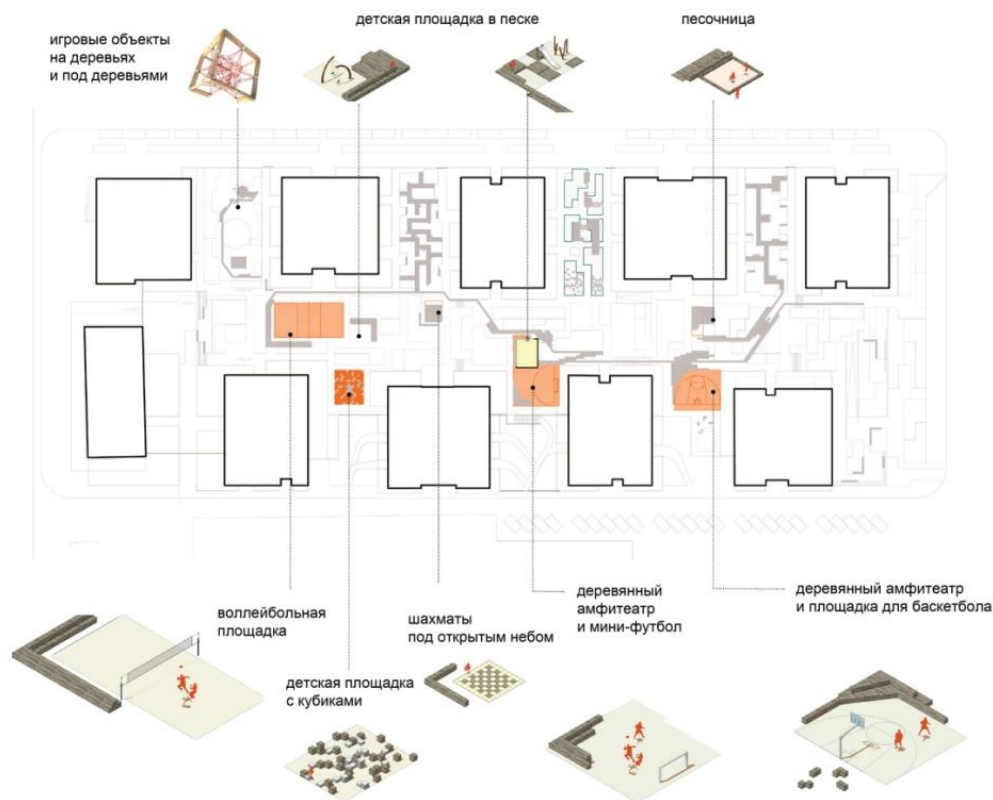 игровые объекты
на деревьях
и под деревьями
детская площадка в песке
песочница
воллейбольная
площадка
детская площадка
с кубиками
шахматы
под открытым небом
деревянный
амфитеатр
и мини-футбол
деревянный амфитеатр
и площадка для баскетбола